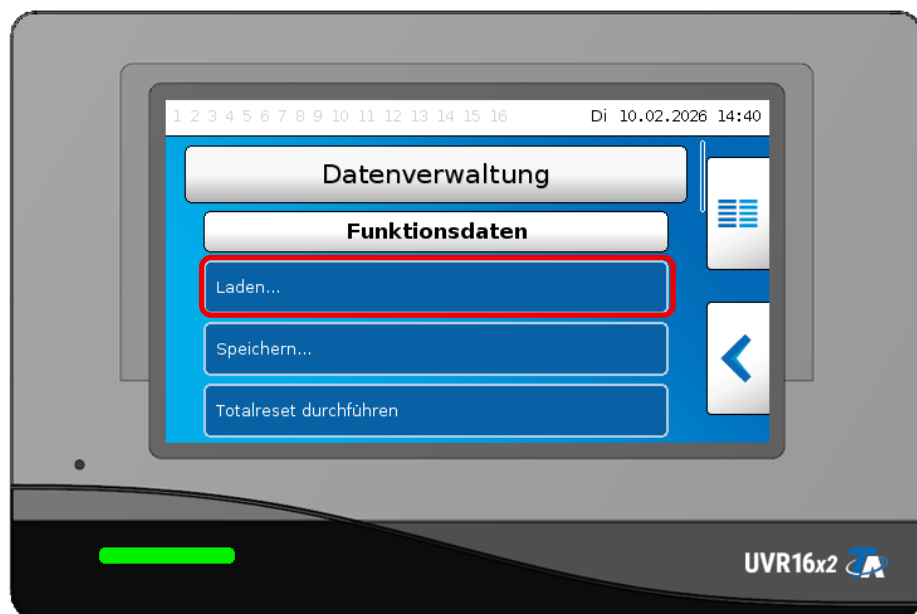 1 2 3 4 5 6 7 8 9 10 11 12 13 14 15 16 Di 10.02.2026 14:40
Datenverwaltung
Funktionsdaten
Laden...
Speichern...
Totalreset durchführen
UVR16x2 TA